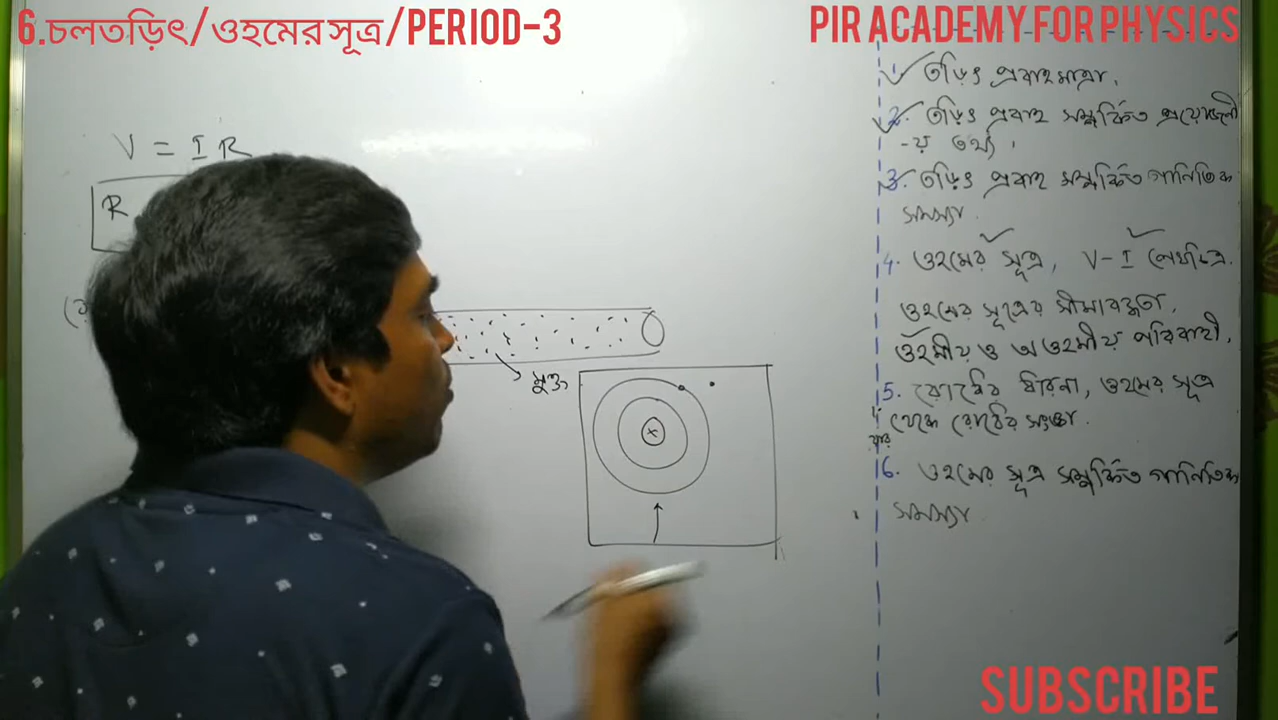 6.চলতড়িৎ/ওহমের সূত্র/PERIOD-3
PIR ACADEMY FOR PHYSICS
V = I R
R
মুক্ত
1. তড়িৎ প্রবাহমাত্রা.
2. তড়িৎ প্রবাহ সম্পর্কিত প্রয়োজনী
-য় তথ্য।
3. তড়িৎ প্রবাহ সম্পর্কিত গানিতিক
সমস্যা.
4. ওহমের সূত্র, V-I লেখচিত্র.
ওহমের সূত্রের সীমাবদ্ধতা.
ওহমীয় ও অওহমীয় পরিবাহী.
5. রোধের ধারনা, ওহমের সূত্র
থেকে রোধের সংজ্ঞা.
6. ওহমের সূত্র সম্পর্কিত গানিতিক
সমস্যা.
SUBSCRIBE